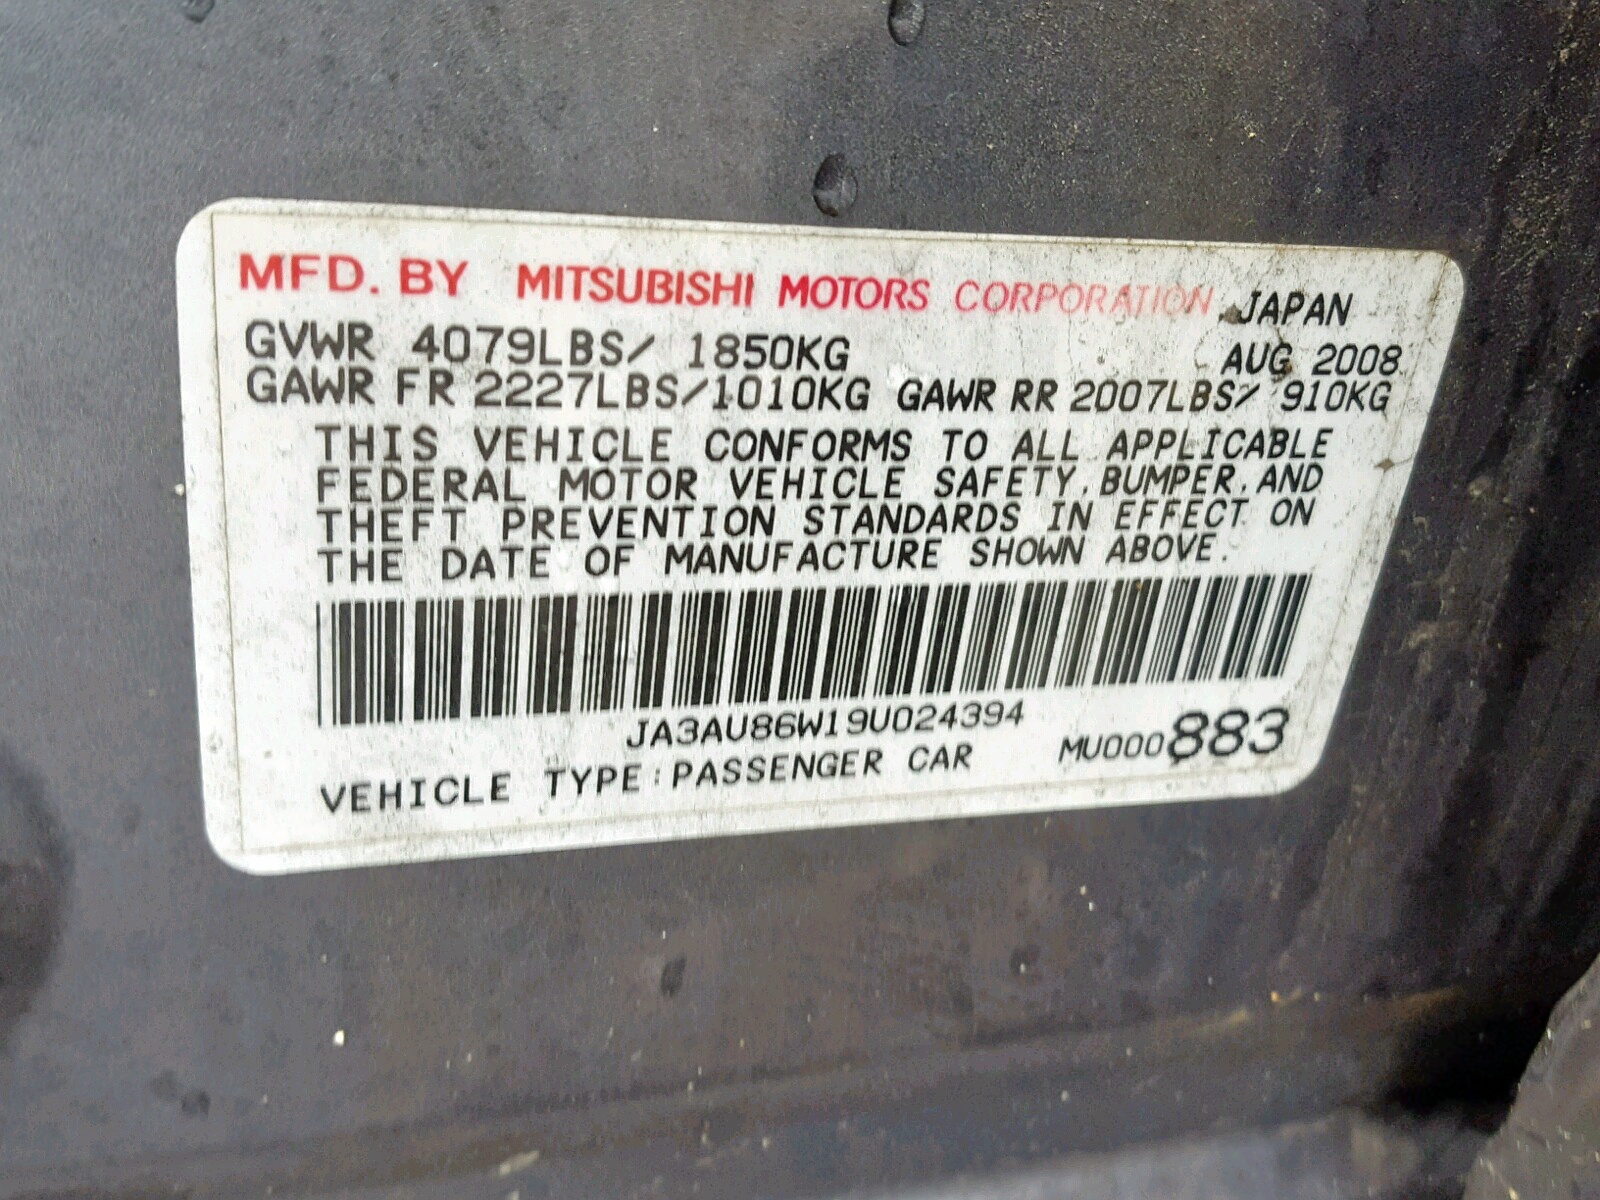 MFD. BY MITSUBISHI MOTORS CORPORATION JAPAN
GVWR 4079LBS/ 1850KG AUG 2008
GAWR FR 2227LBS/1010KG GAWR RR 2007LBS/ 910KG
THIS VEHICLE CONFORMS TO ALL APPLICABLE
FEDERAL MOTOR VEHICLE SAFETY, BUMPER, AND
THEFT PREVENTION STANDARDS IN EFFECT ON
THE DATE OF MANUFACTURE SHOWN ABOVE.
JA3AU86W19U024394
VEHICLE TYPE:PASSENGER CAR MU000883